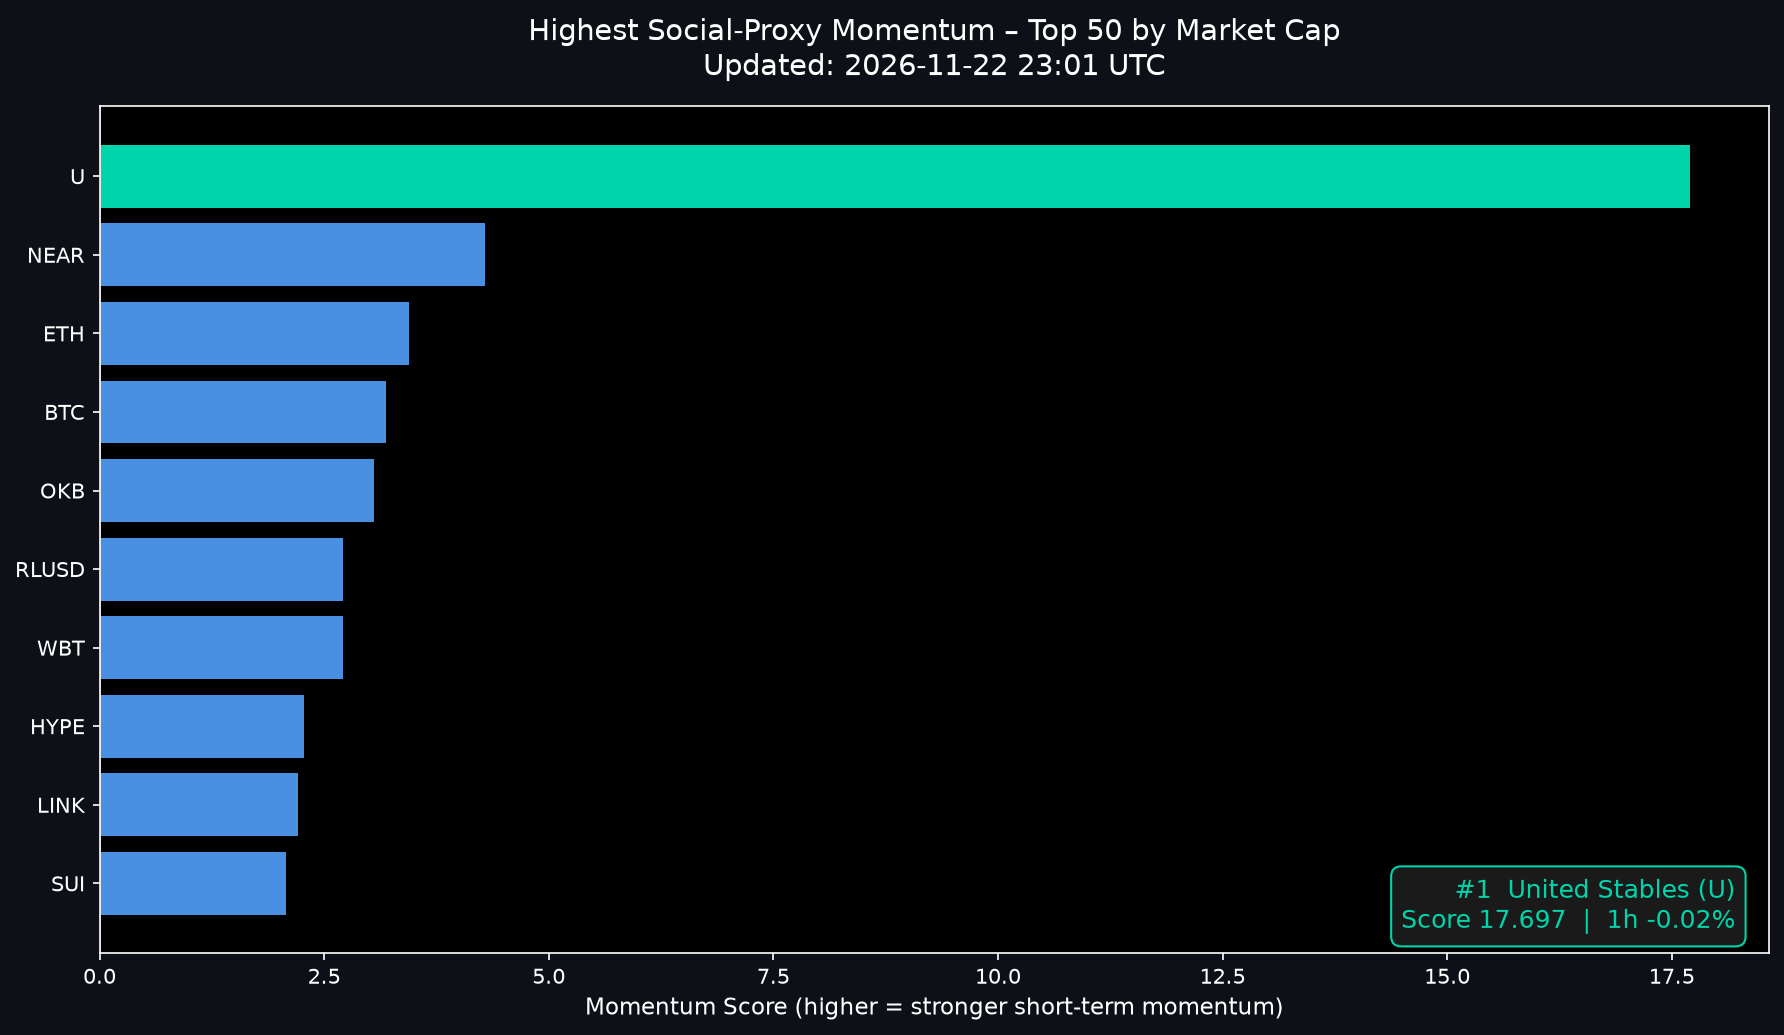 Highest Social-Proxy Momentum – Top 50 by Market Cap
Updated: 2026-11-22 23:01 UTC
U
NEAR
ETH
BTC
OKB
RLUSD
WBT
HYPE
LINK
SUI
#1  United Stables (U)
Score 17.697  |  1h -0.02%
0.0 2.5 5.0 7.5 10.0 12.5 15.0 17.5
Momentum Score (higher = stronger short-term momentum)